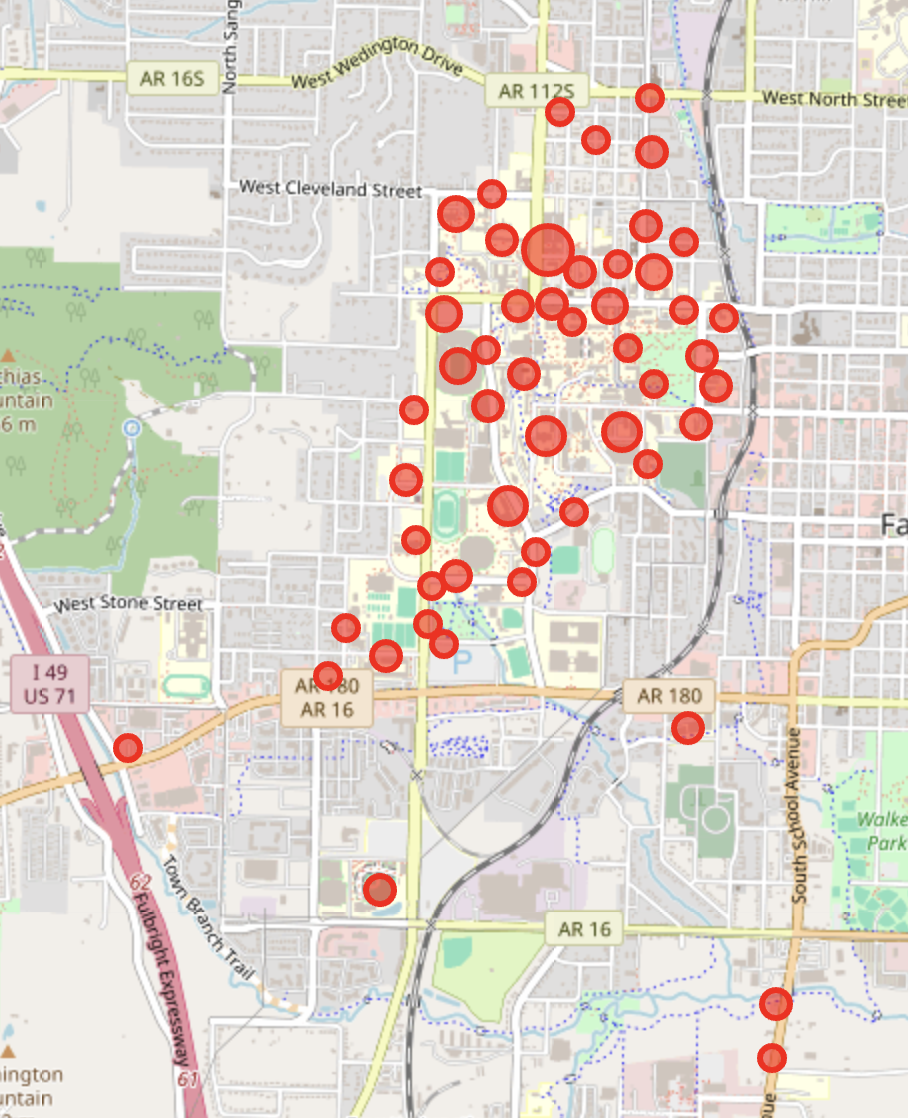 North Sang
AR 16S
West Wedington Drive
AR 112S
West North Street
West Cleveland Street
thias
untain
6 m
Fa
West Stone Street
I 49
US 71
P
AR 180
AR 16
AR 180
South School Avenue
Walke
Park
62
Town Branch Trail
Fulbright Expressway
AR 16
ington
untain
61
ue